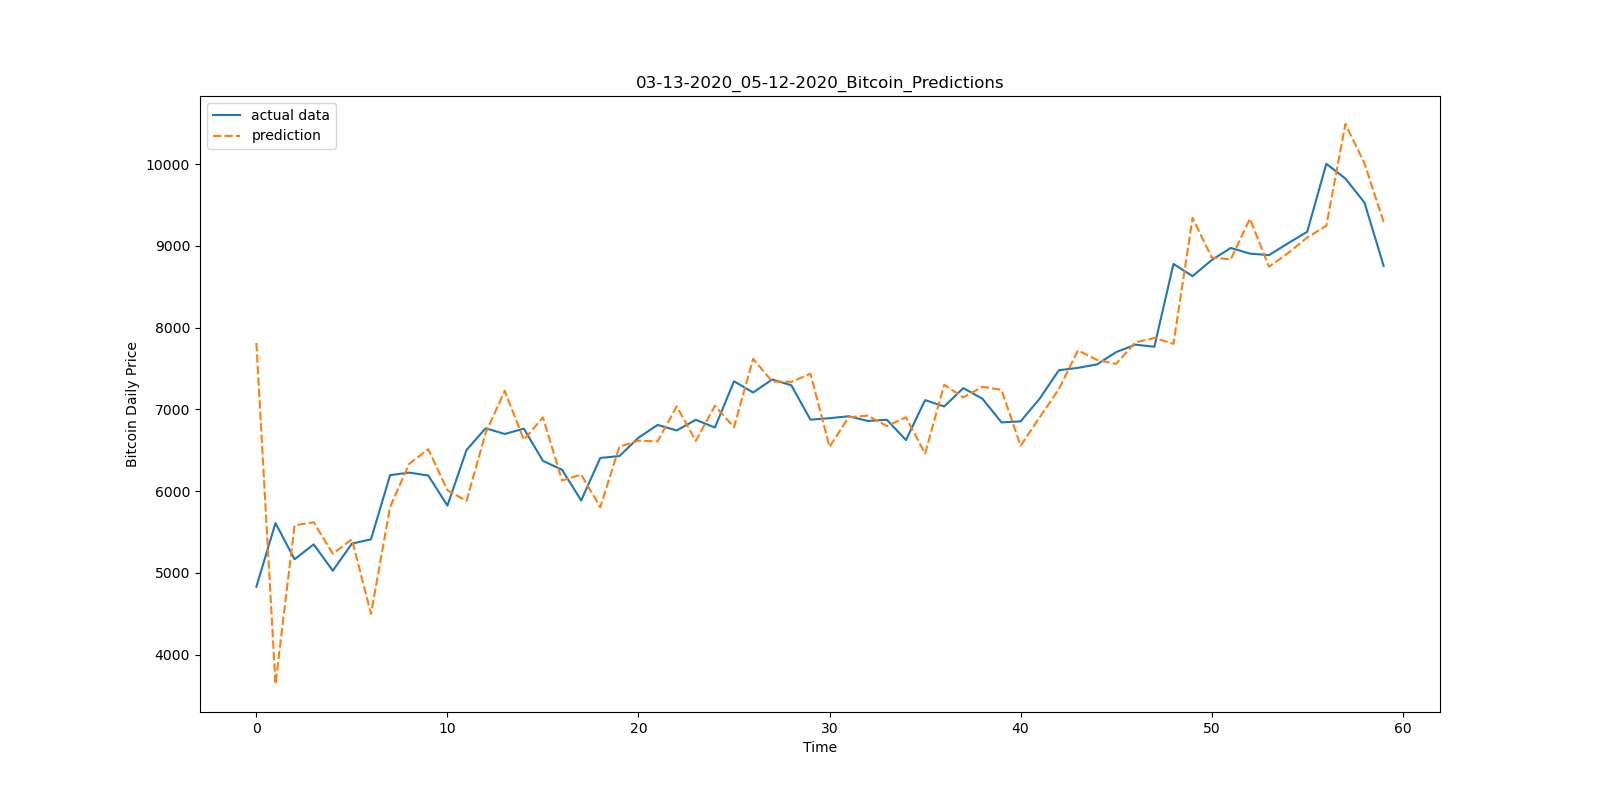 03-13-2020_05-12-2020_Bitcoin_Predictions
actual data
prediction
Bitcoin Daily Price
10000
9000
8000
7000
6000
5000
4000
0 10 20 30 40 50 60
Time